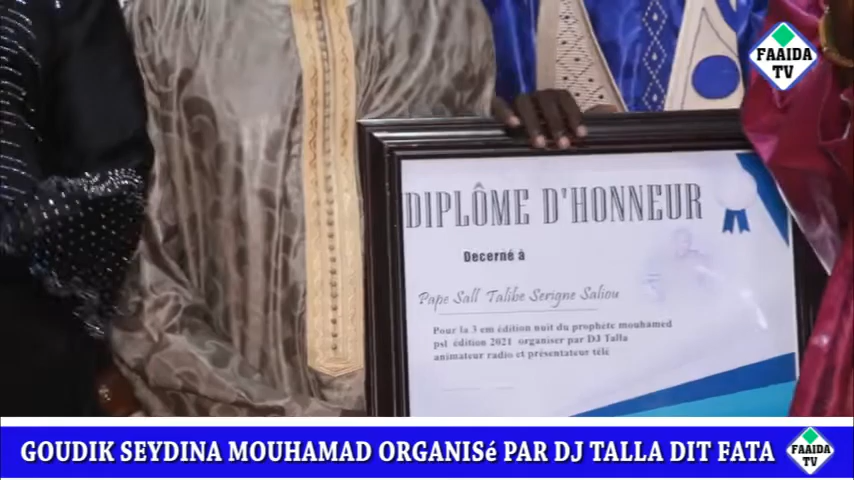 FAAIDA
TV
DIPLÔME D'HONNEUR
Decerné à
Pape Sall Talibe Serigne Saliou
Pour la 3 em édition nuit du prophète mouhamed
psl édition 2021 organiser par DJ Talla
animateur radio et présentateur télé
GOUDIK SEYDINA MOUHAMAD ORGANISé PAR DJ TALLA DIT FATA
FAAIDA
TV